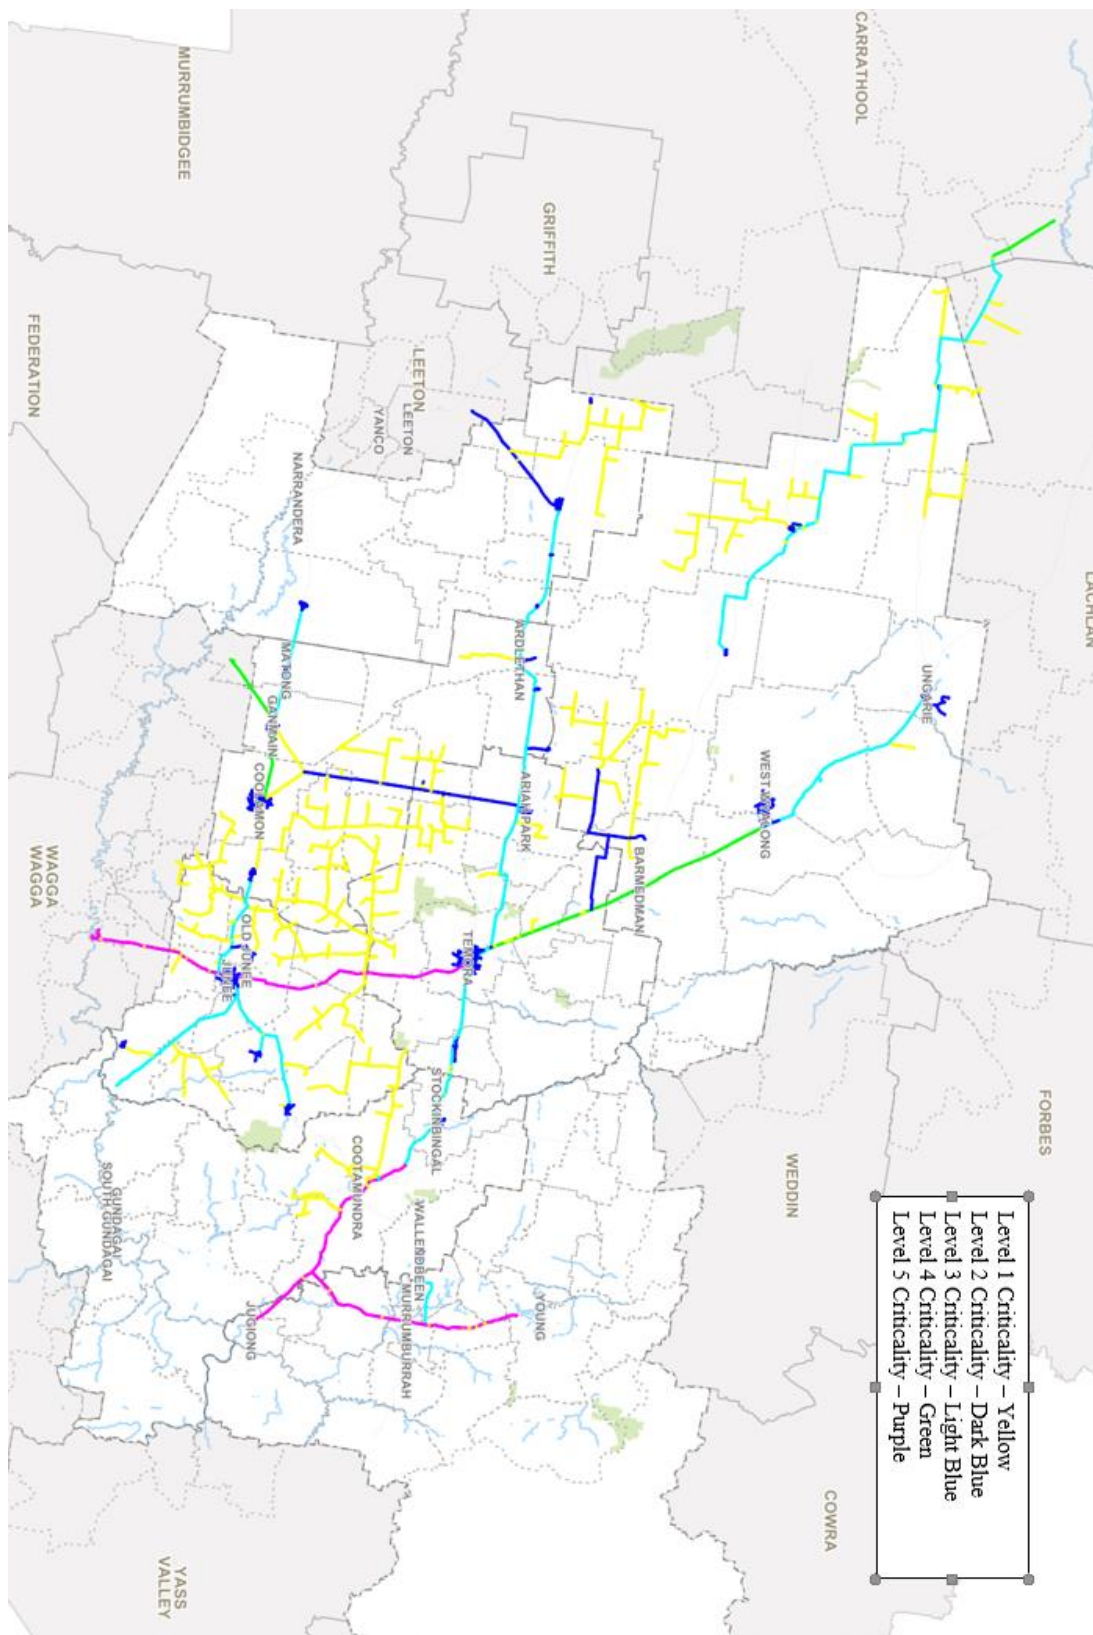 LACHLAN
FORBES
Level 1 Criticality – Yellow
Level 2 Criticality – Dark Blue
Level 3 Criticality – Light Blue
Level 4 Criticality – Green
Level 5 Criticality – Purple
UNGARIE
CARRATHOOL
COWRA
WEDDIN
WEST WYALONG
BARMEDMAN
GRIFFITH
YOUNG
ARIAH PARK
ARDLETHAN
TEMORA
STOCKINBINGAL
LEETON
WALLENDBEEN
LEETON
MURRUMBURRAH
YANCO
COOTAMUNDRA
NARRANDERA
MATONG
GANMAIN
COOLAMON
JUGIONG
OLD JUNEE
JUNEE
MURRUMBIDGEE
YASS
VALLEY
GUNDAGAI
SOUTH GUNDAGAI
WAGGA
WAGGA
FEDERATION